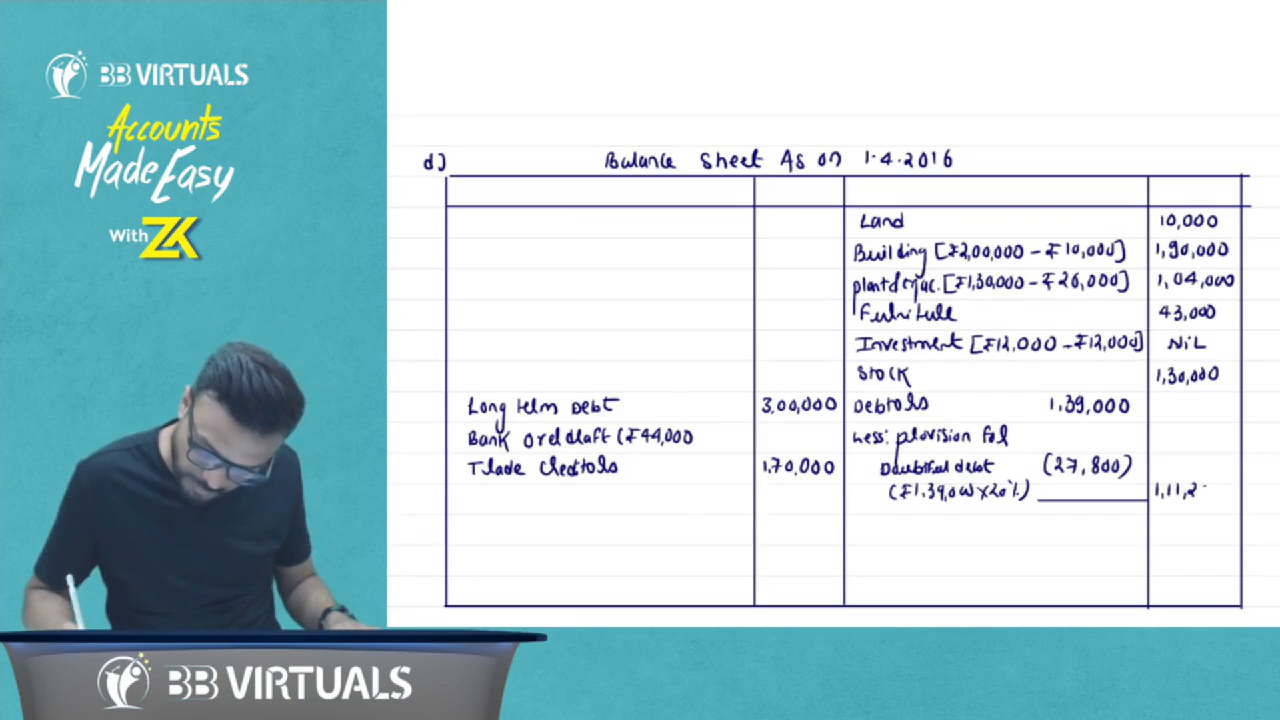 BB VIRTUALS
Accounts
Made Easy
With ZK
d) Balance Sheet As on 1.4.2016
Land 10,000
Building [₹2,00,000 - ₹10,000] 1,90,000
plant & mac. [₹1,30,000 - ₹26,000] 1,04,000
Furniture 43,000
Investment [₹12,000 - ₹12,000] NiL
Stock 1,30,000
Long term Debt 3,00,000 Debtors 1,39,000
Bank overdraft (₹44,000 Less: provision for
Trade Creditors 1,70,000 Doubtful debt (27,800)
(₹1,39,000 x 20%) 1,11,2
BB VIRTUALS